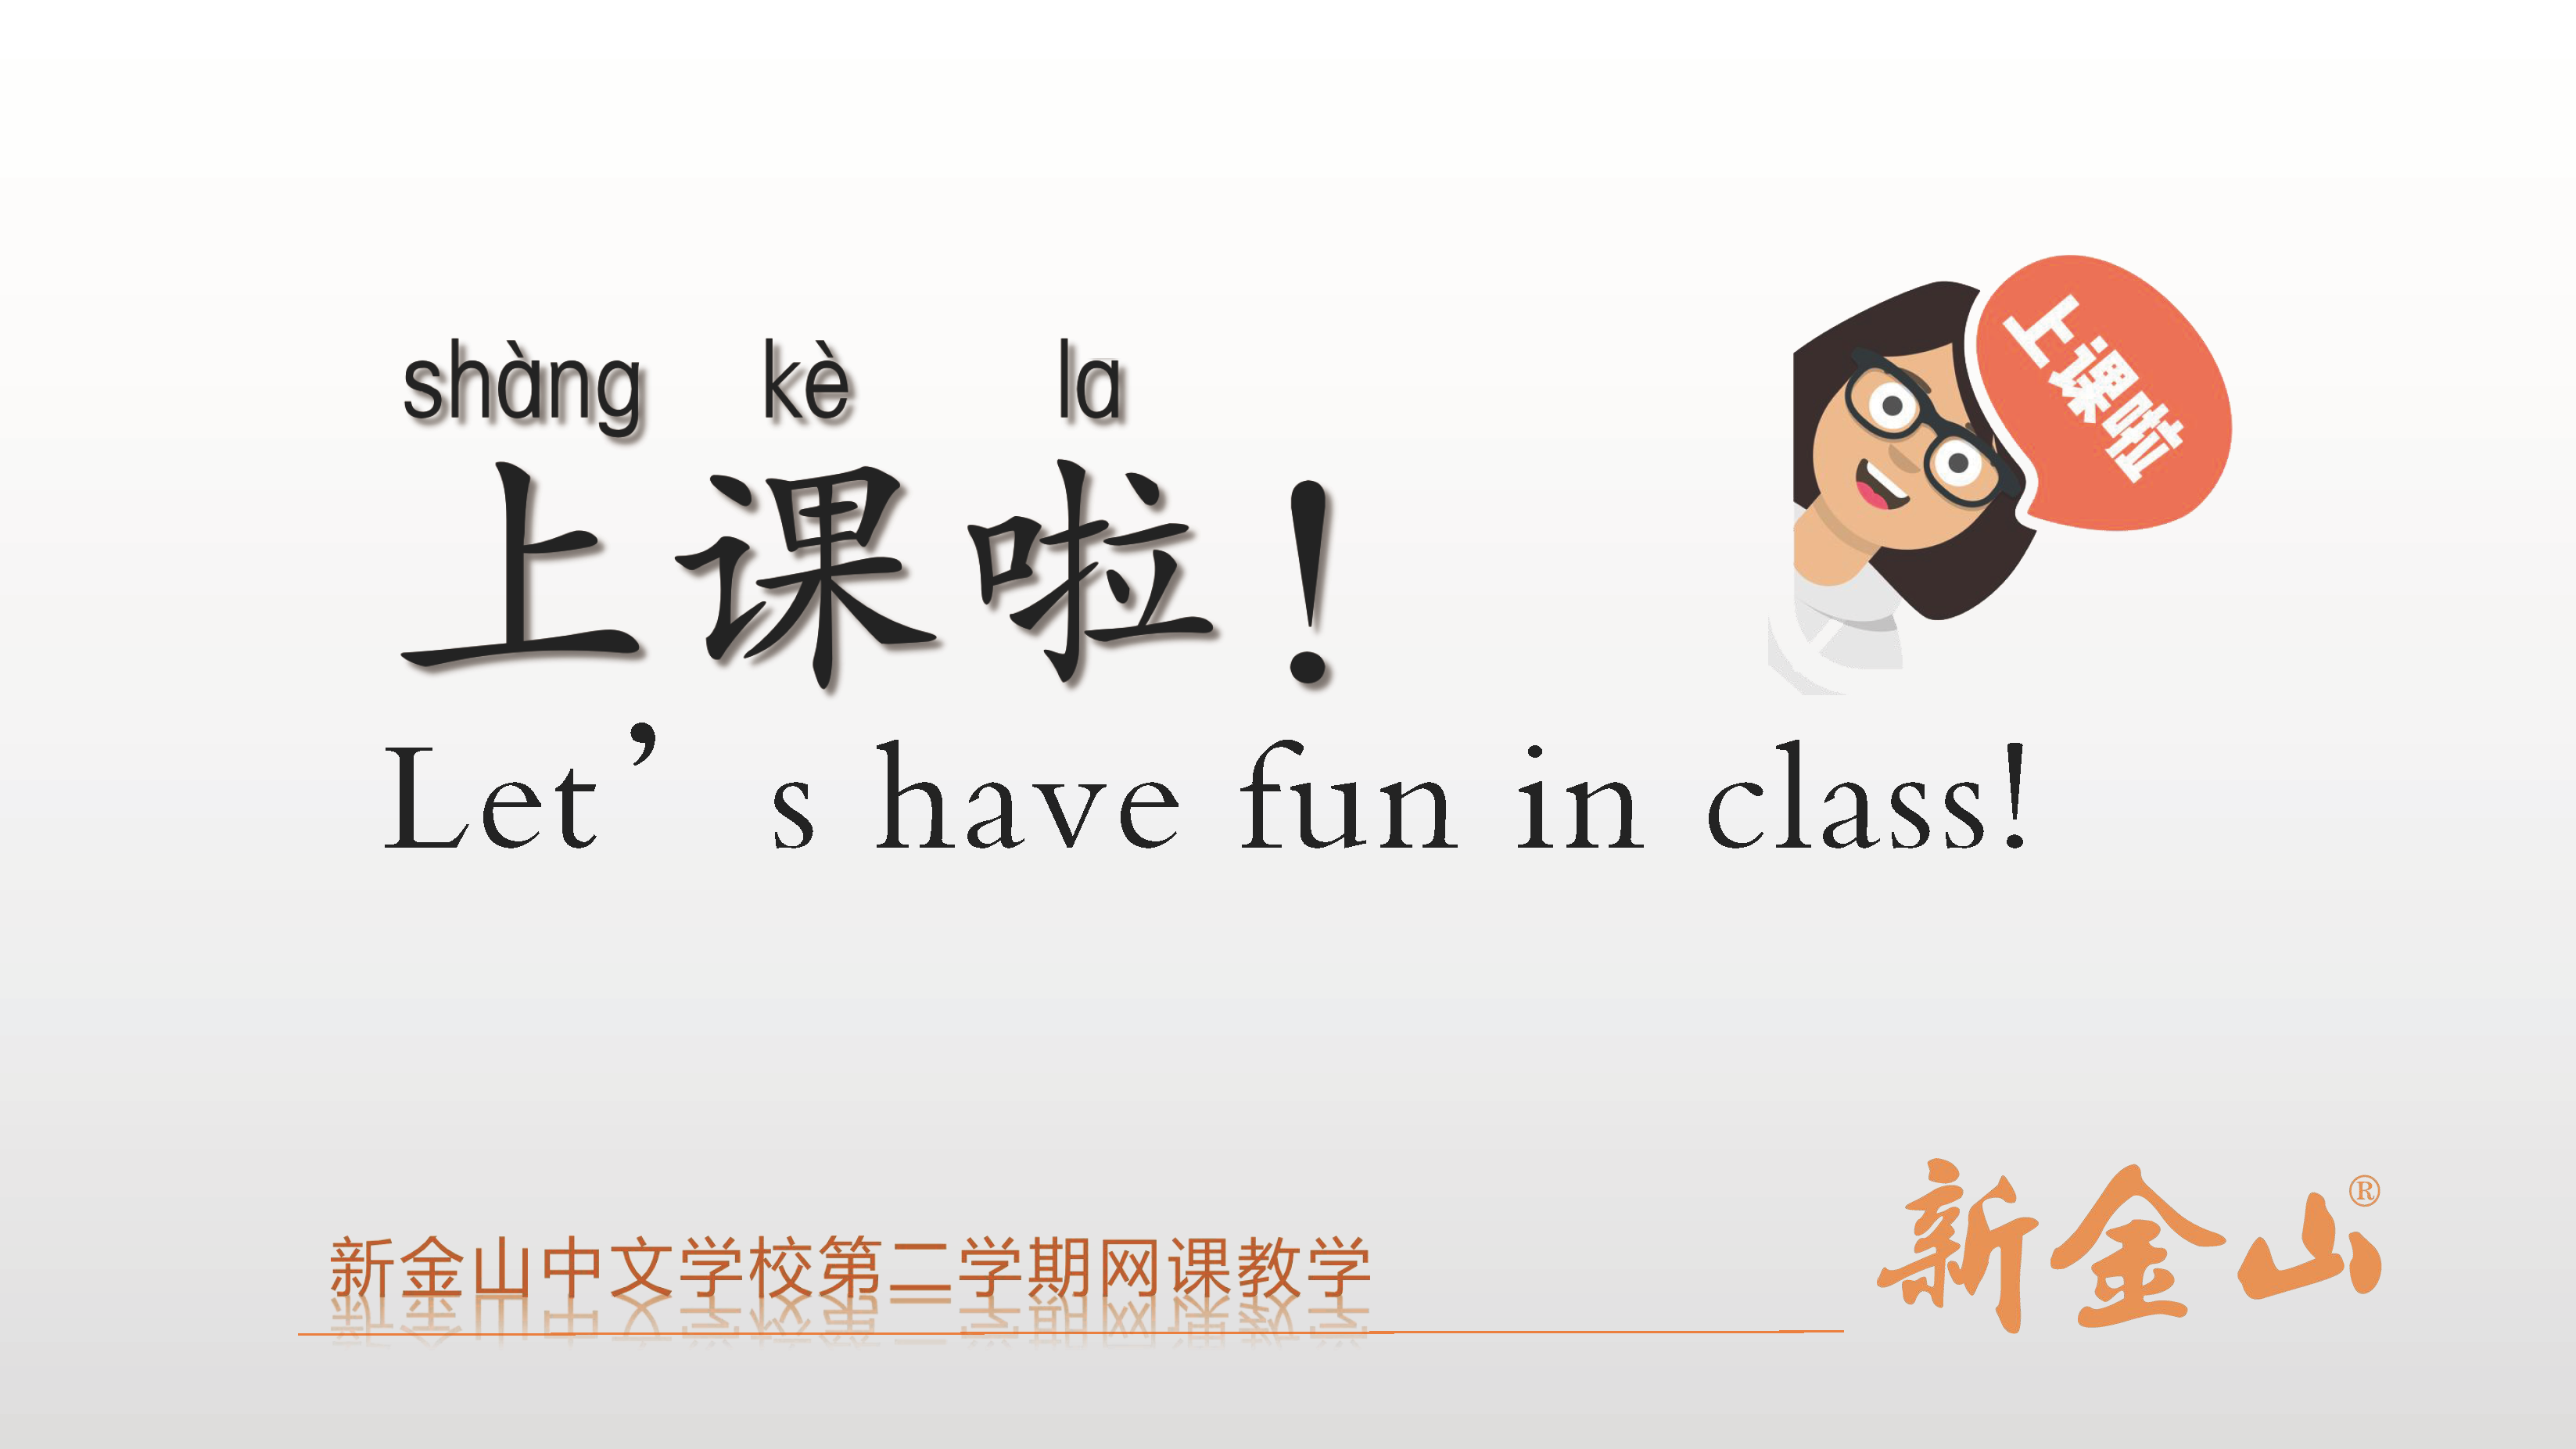 shàng kè la
上课啦！
上课啦
Let’s have fun in class!
新金山中文学校第二学期网课教学
新金山®